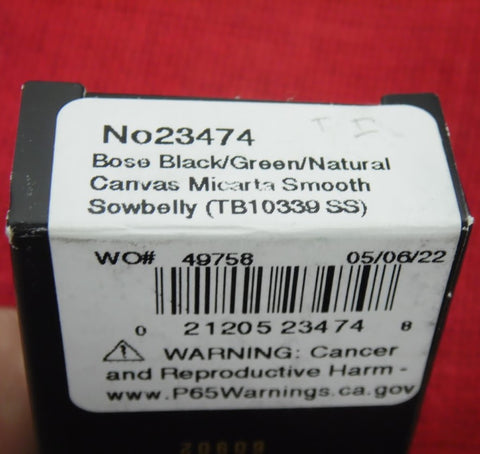 No23474
Bose Black/Green/Natural
Canvas Micarta Smooth
Sowbelly (TB10339 SS)
WO# 49758 05/06/22
0 21205 23474 8
WARNING: Cancer
and Reproductive Harm -
www.P65Warnings.ca.gov